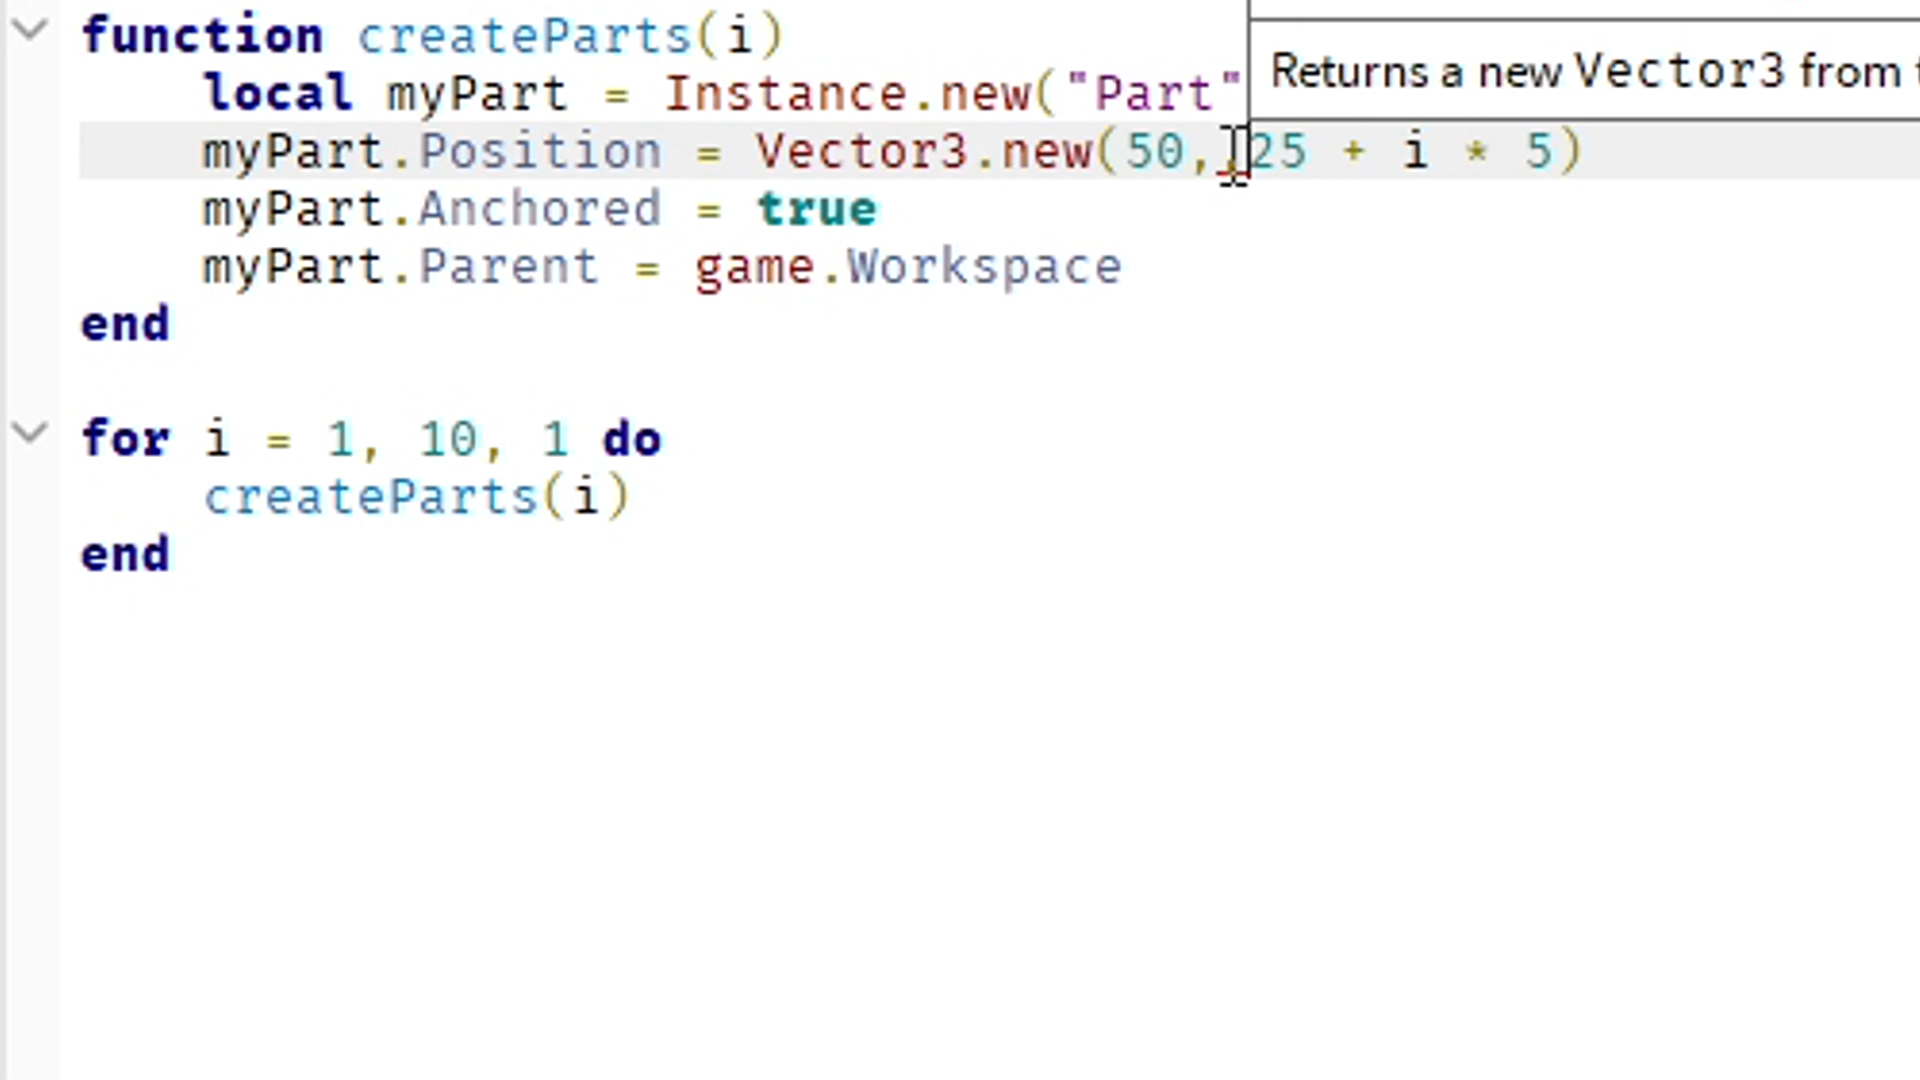 function createParts(i)
local myPart = Instance.new("Part"
Returns a new Vector3 from
myPart.Position = Vector3.new(50,,25 + i * 5)
myPart.Anchored = true
myPart.Parent = game.Workspace
end
for i = 1, 10, 1 do
createParts(i)
end